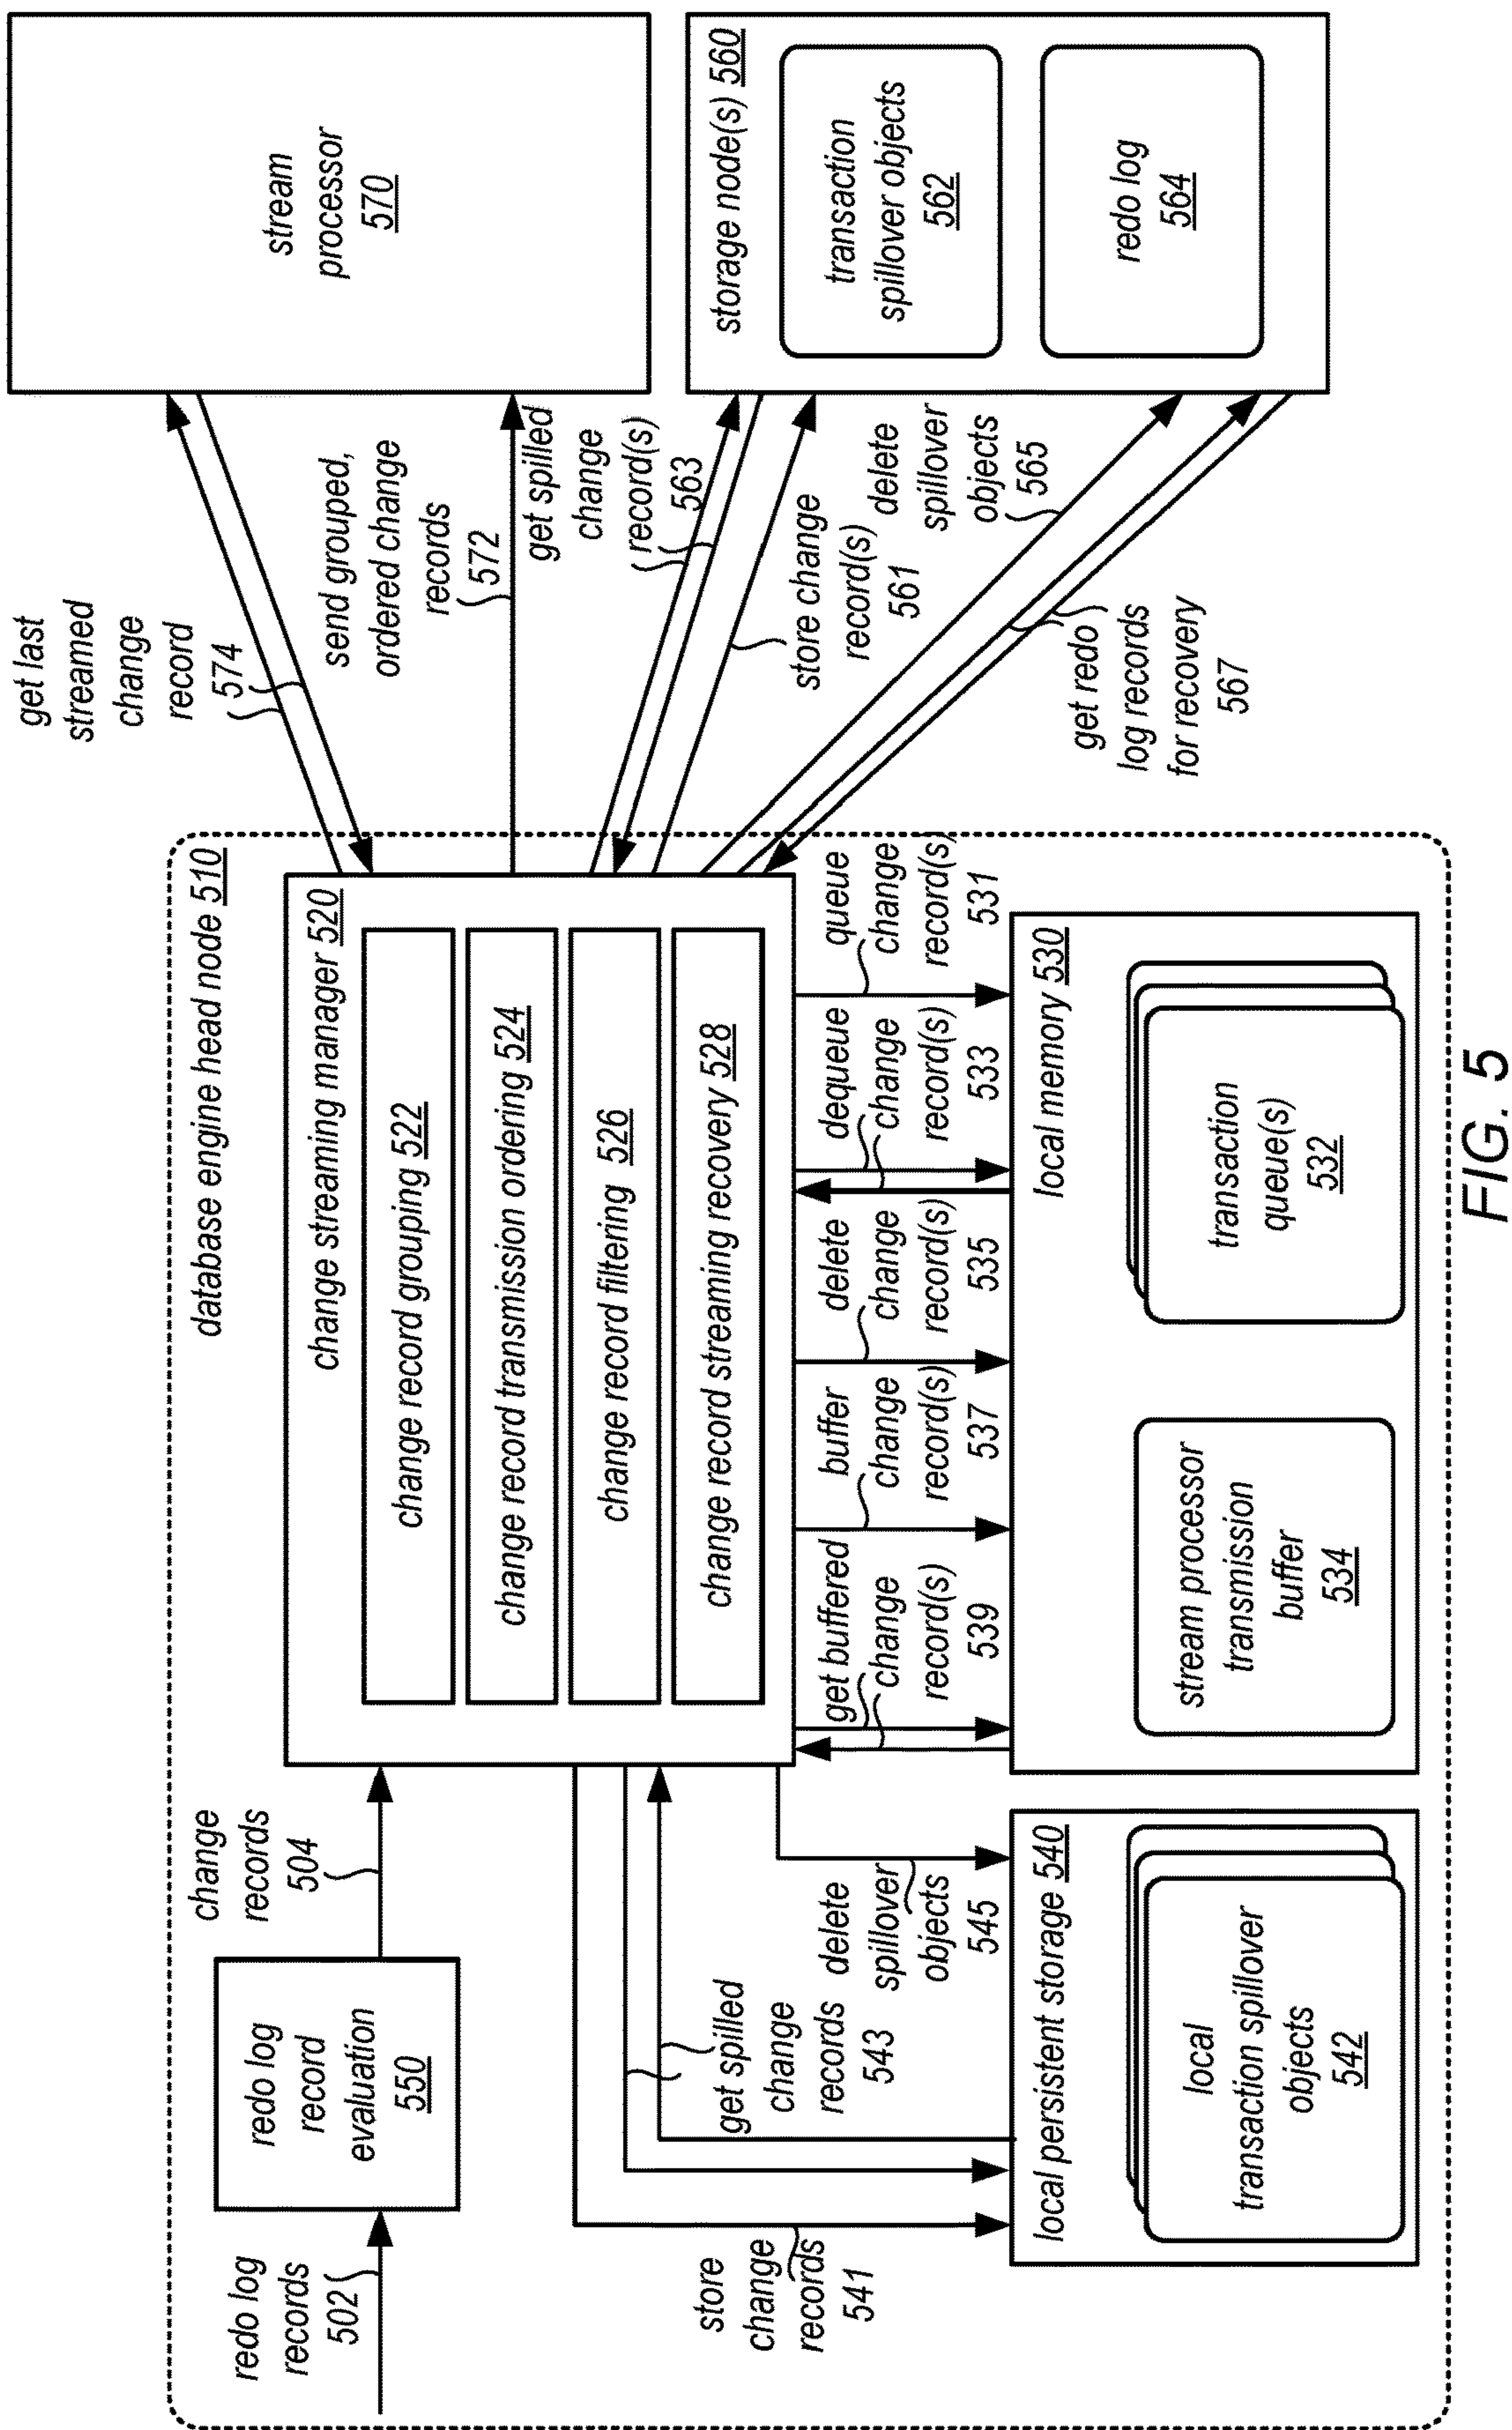 database engine head node 510
redo log
records
502
redo log
record
evaluation
550
change
records
504
change streaming manager 520
change record grouping 522
change record transmission ordering 524
change record filtering 526
change record streaming recovery 528
get last
streamed
change
record
574
send grouped,
ordered change
records
572
stream
processor
570
get spilled
change
record(s)
563
store change
record(s)
561
delete
spillover
objects
565
get redo
log records
for recovery
567
storage node(s) 560
transaction
spillover objects
562
redo log
564
store
change
records
541
get spilled
change
records
543
delete
spillover
objects
545
get buffered
change
record(s)
539
buffer
change
record(s)
537
delete
change
record(s)
535
dequeue
change
record(s)
533
queue
change
record(s)
531
local persistent storage 540
local
transaction spillover
objects
542
local memory 530
stream processor
transmission
buffer
534
transaction
queue(s)
532
FIG. 5